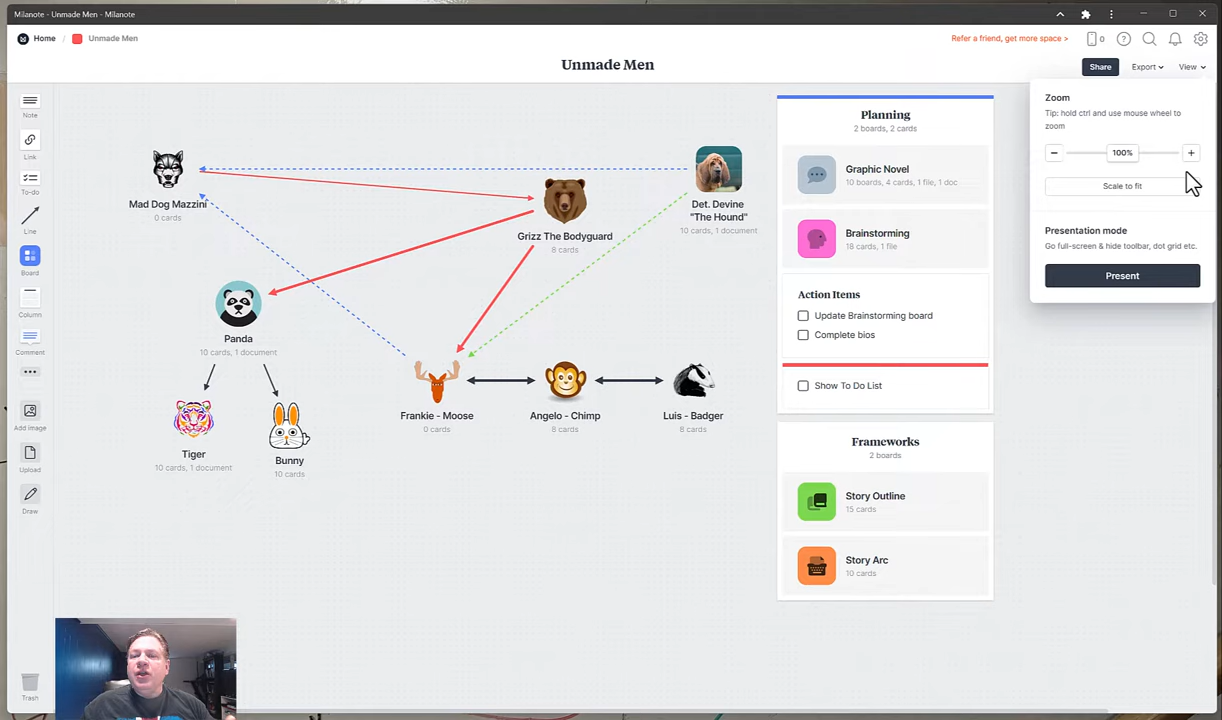 Milanote - Unmade Men - Milanote
Home / Unmade Men
Refer a friend, get more space >
0
Unmade Men
Share
Export
View
Note
Link
To-do
Line
Board
Column
Comment
Add image
Upload
Draw
Trash
Mad Dog Mazzini
0 cards
Grizz The Bodyguard
8 cards
Det. Devine
"The Hound"
10 cards, 1 document
Panda
10 cards, 1 document
Tiger
10 cards, 1 document
Bunny
10 cards
Frankie - Moose
0 cards
Angelo - Chimp
8 cards
Luis - Badger
8 cards
Planning
2 boards, 2 cards
Graphic Novel
10 boards, 4 cards, 1 file, 1 doc
Brainstorming
18 cards, 1 file
Action Items
Update Brainstorming board
Complete bios
Show To Do List
Frameworks
2 boards
Story Outline
15 cards
Story Arc
10 cards
Zoom
Tip: hold ctrl and use mouse wheel to
zoom
100%
Scale to fit
Presentation mode
Go full-screen & hide toolbar, dot grid etc.
Present